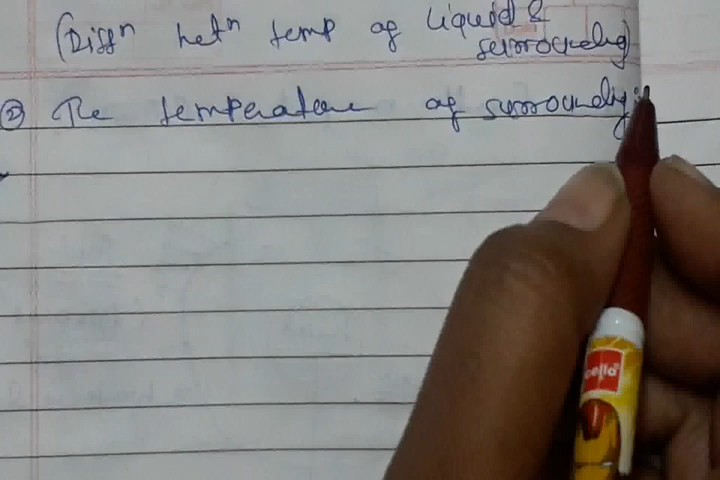 (Diffn betn temp of liquid &
surrounding)
② The temperature of surrounding
cello